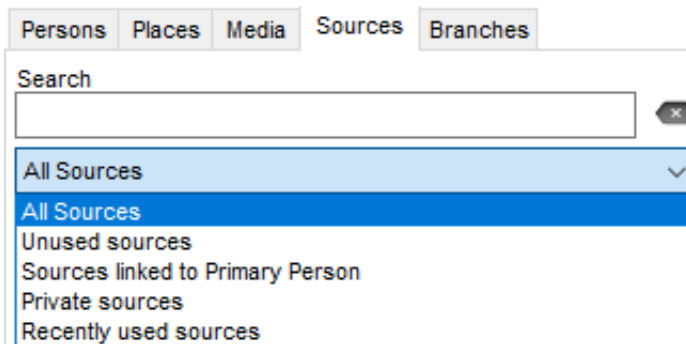 Persons Places Media Sources Branches
Search
All Sources
All Sources
Unused sources
Sources linked to Primary Person
Private sources
Recently used sources